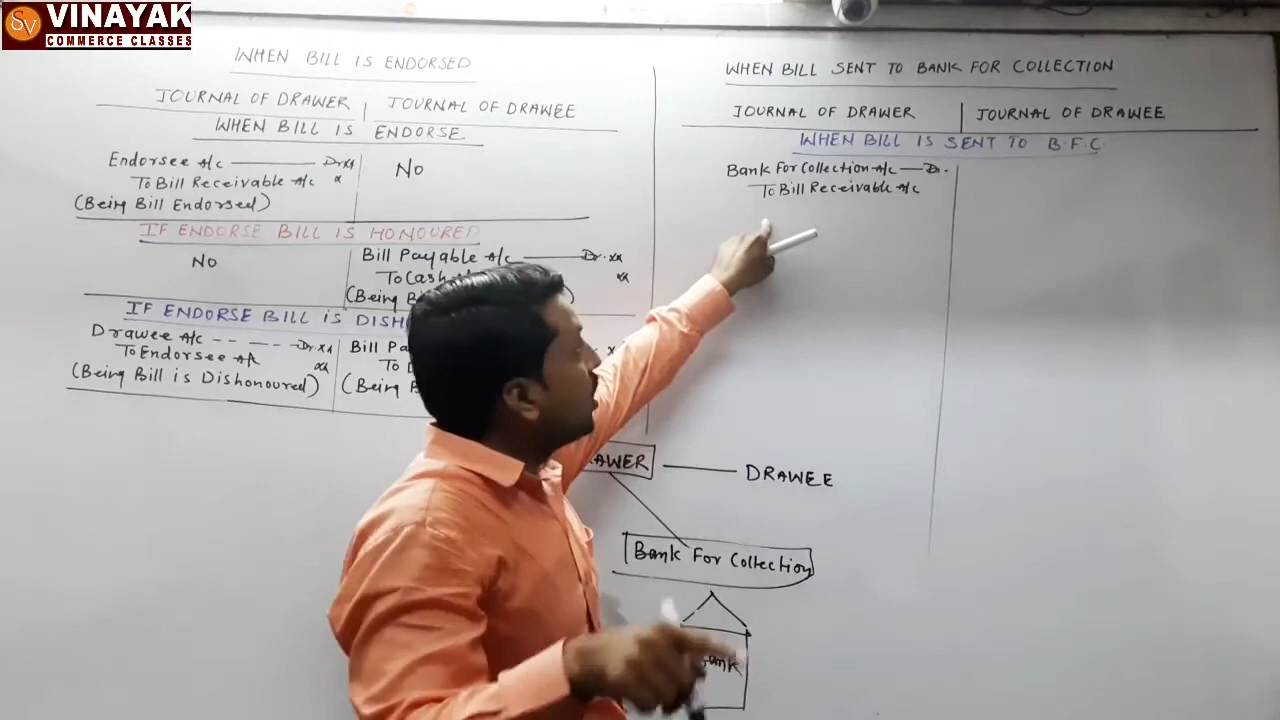 VINAYAK
COMMERCE CLASSES
WHEN BILL IS ENDORSED
JOURNAL OF DRAWER | JOURNAL OF DRAWEE
WHEN BILL IS ENDORSE
Endorsee A/c Dr xx
To Bill Receivable A/c x
(Being Bill Endorsed)
NO
IF ENDORSE BILL IS HONOURED
NO
Bill Payable A/c Dr. xx
To Cash xx
(Being
IF ENDORSE BILL IS
Drawee A/c -- -- -- Dr xx
To Endorsee A/c xx
(Being Bill is Dishonoured)
Bill
To
(Being
WHEN BILL SENT TO BANK FOR COLLECTION
JOURNAL OF DRAWER | JOURNAL OF DRAWEE
WHEN BILL IS SENT TO B.F.C.
Bank For Collection A/c — Dr.
To Bill Receivable A/c
DRAWEE
Bank For Collection